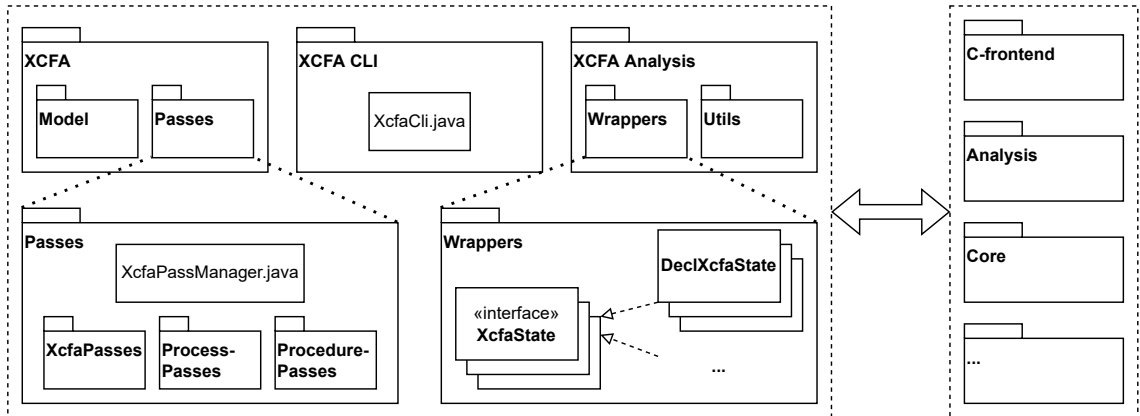 XCFA
Model
Passes
XCFA CLI
XcfaCli.java
XCFA Analysis
Wrappers
Utils
Passes
XcfaPassManager.java
XcfaPasses
Process-
Passes
Procedure-
Passes
Wrappers
DeclXcfaState
«interface»
XcfaState
...
C-frontend
Analysis
Core
...